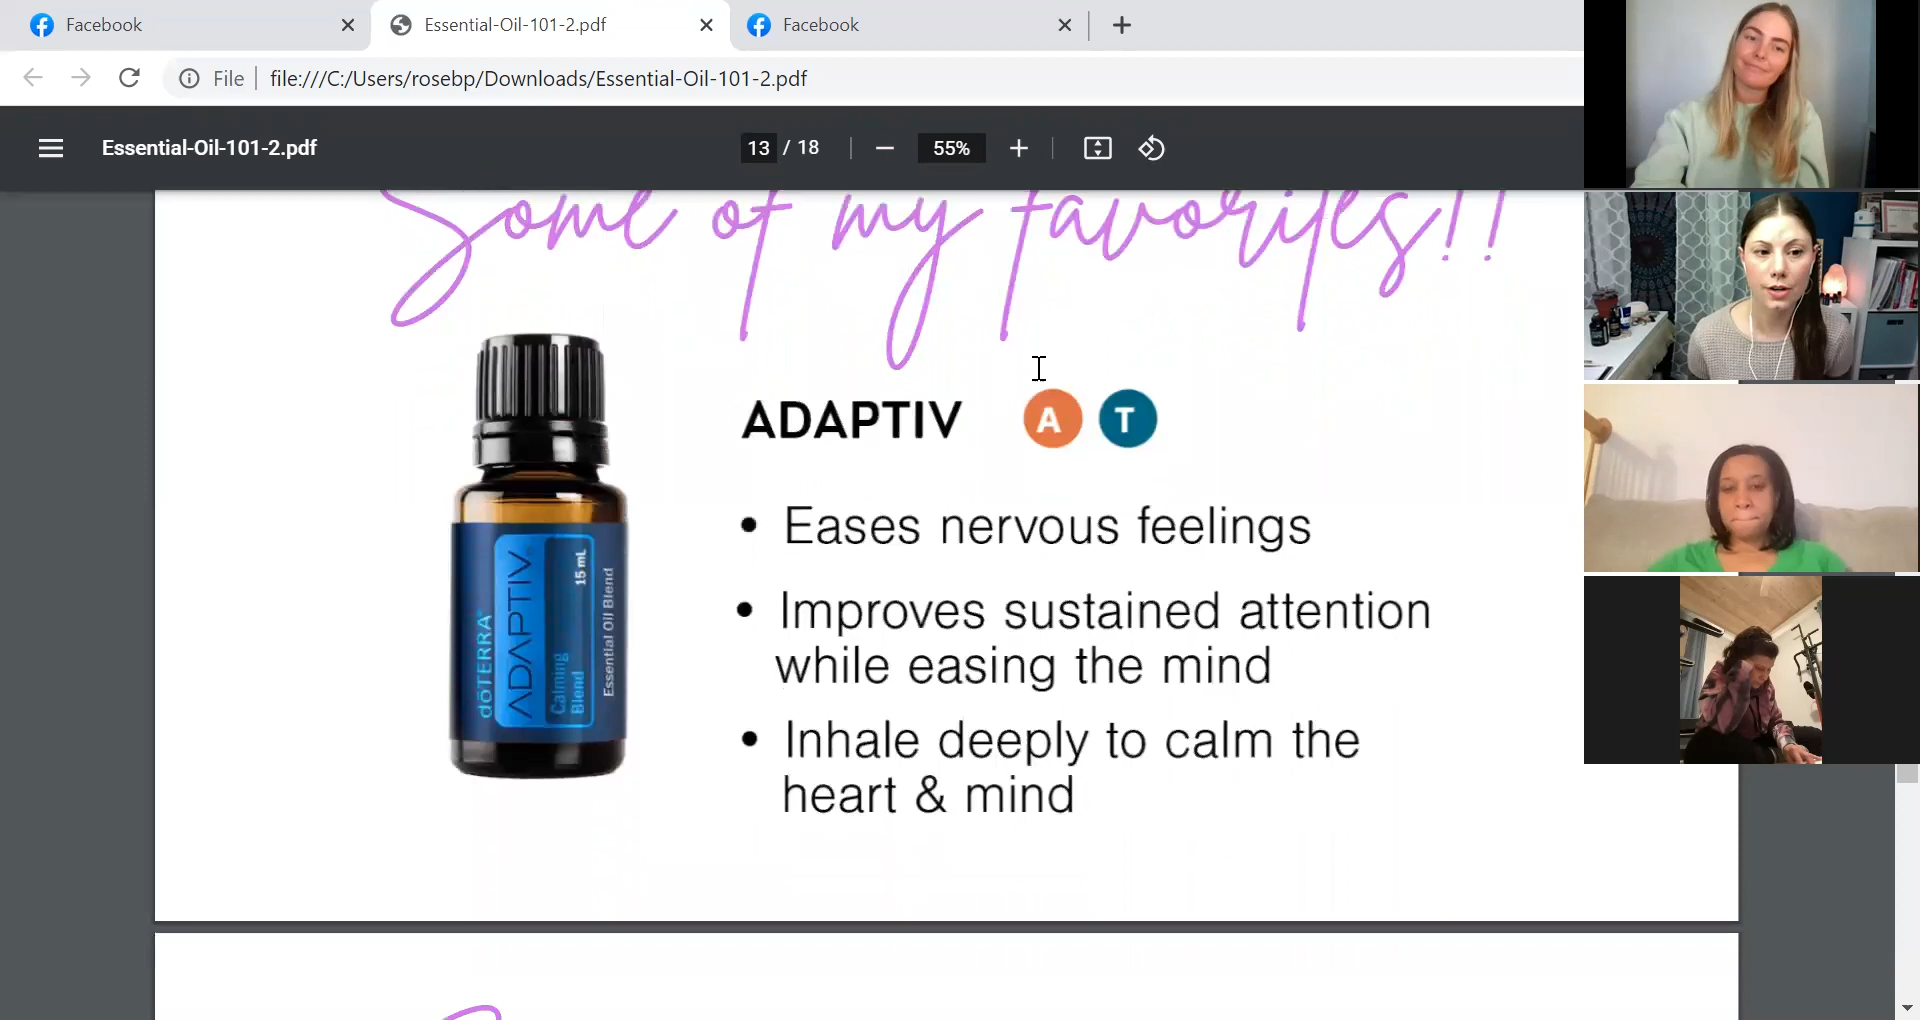 Facebook
Essential-Oil-101-2.pdf
Facebook
File
file:///C:/Users/rosebp/Downloads/Essential-Oil-101-2.pdf
Essential-Oil-101-2.pdf
13 / 18
55%
Some of my favorites!!
ADAPTIV
A T
• Eases nervous feelings
• Improves sustained attention
while easing the mind
• Inhale deeply to calm the
heart & mind
dōTERRA
ADAPTIV
Calming
Blend
15 mL
Essential Oil Blend